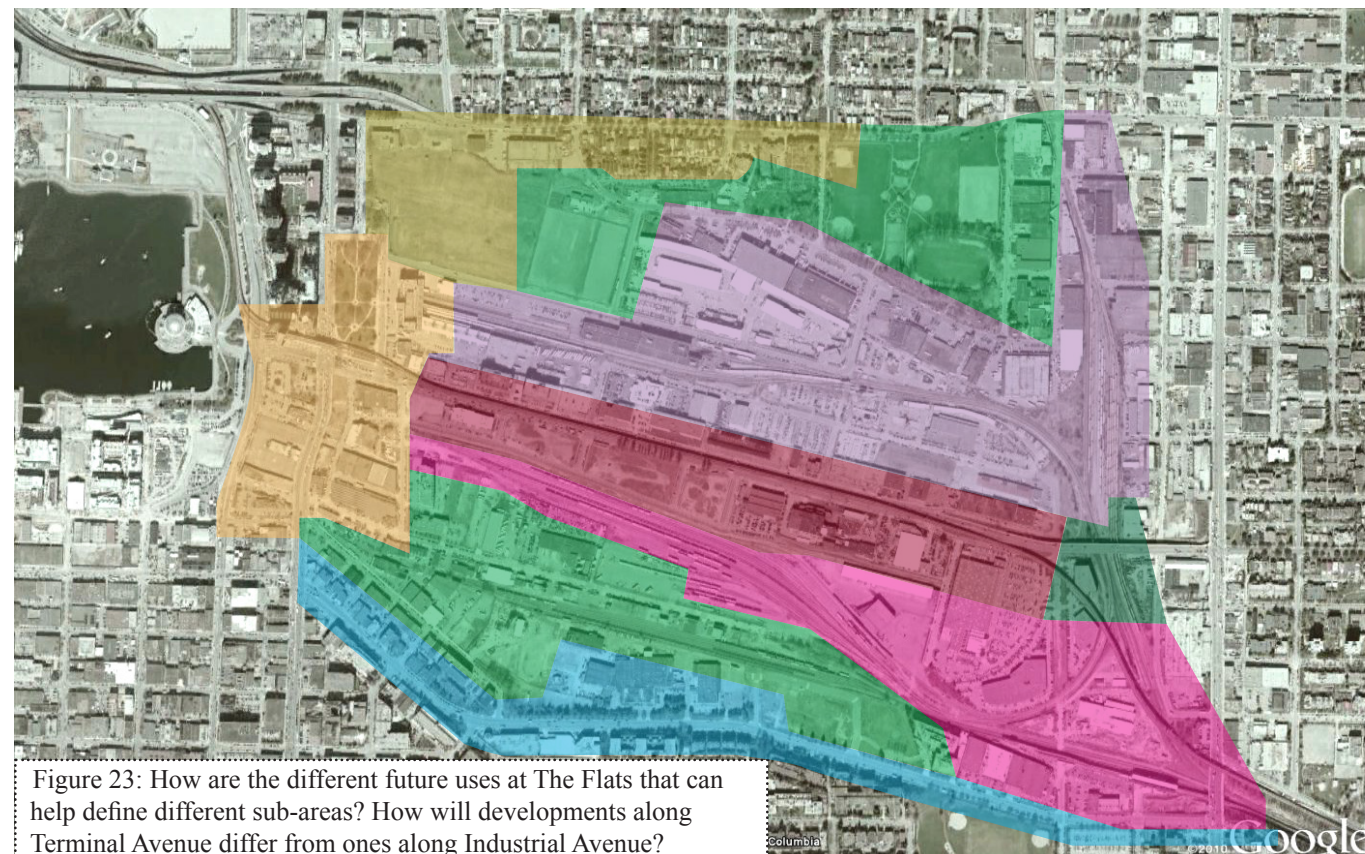 Figure 23: How are the different future uses at The Flats that can
help define different sub-areas? How will developments along
Terminal Avenue differ from ones along Industrial Avenue?
Columbia
©2010 Google